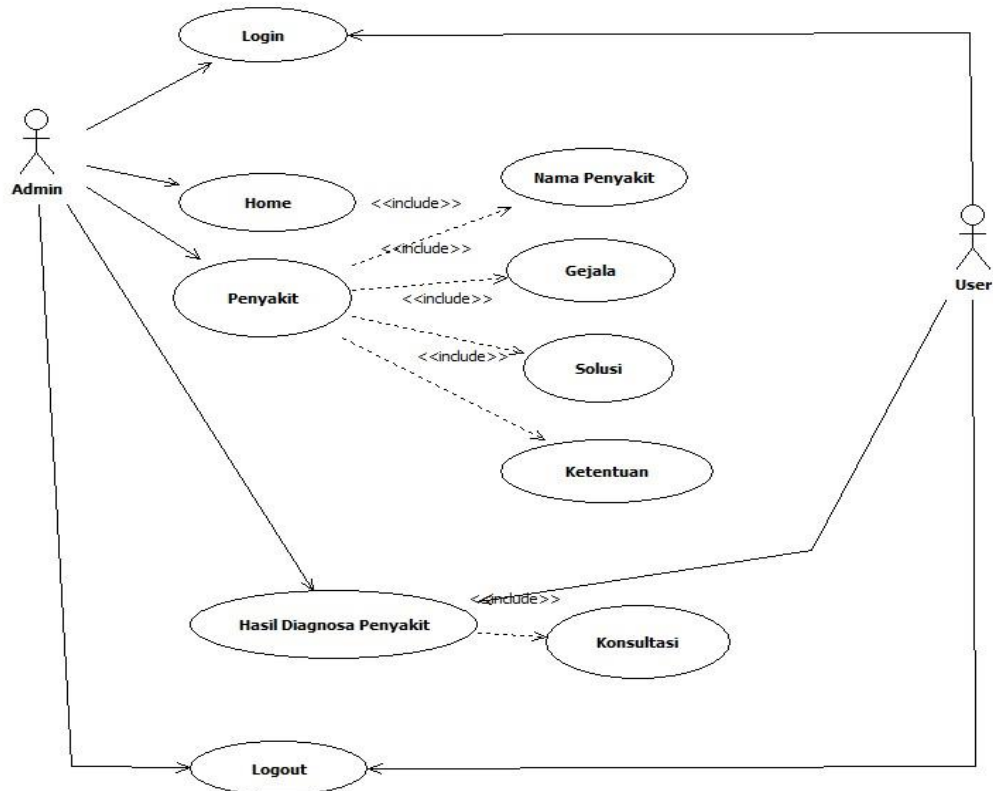 Login
Admin
Home
<<include>>
Nama Penyakit
<<include>>
Gejala
User
Penyakit
<<include>>
<<include>>
Solusi
Ketentuan
<<include>>
Hasil Diagnosa Penyakit
Konsultasi
Logout